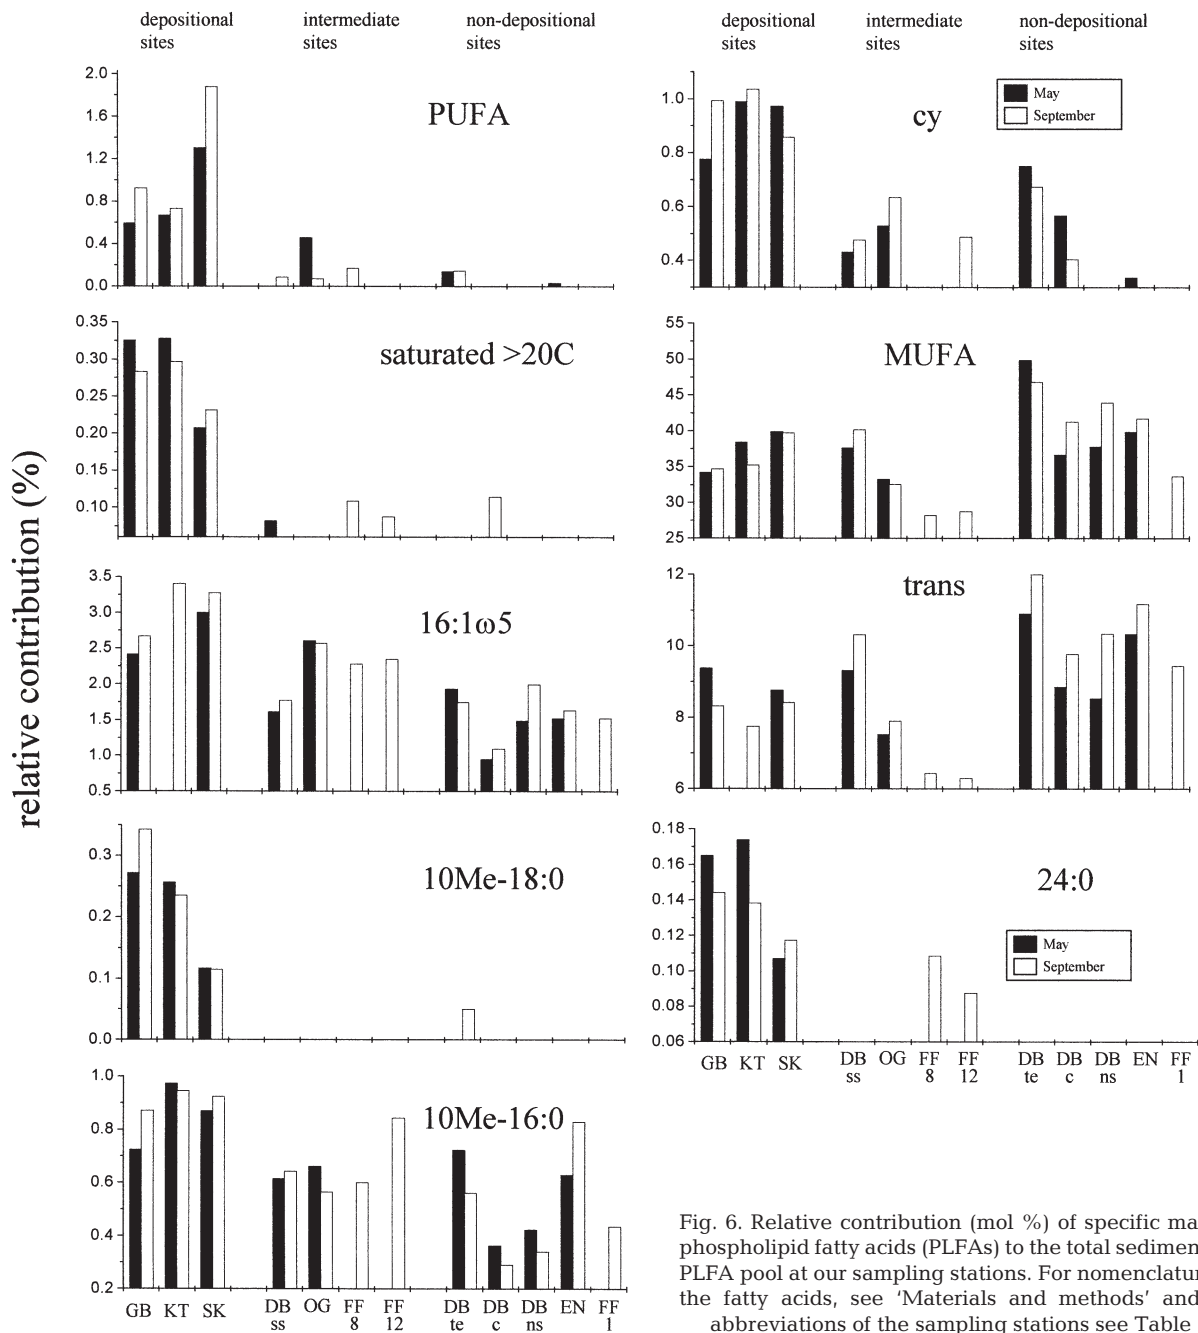 depositional sites
intermediate sites
non-depositional sites
depositional sites
intermediate sites
non-depositional sites
relative contribution (%)
PUFA
2.0
1.6
1.2
0.8
0.4
0.0
cy
May
September
1.0
0.8
0.6
0.4
saturated >20C
0.35
0.30
0.25
0.20
0.15
0.10
MUFA
55
50
45
40
35
30
25
16:1ω5
3.5
3.0
2.5
2.0
1.5
1.0
0.5
trans
12
10
8
6
10Me-18:0
0.3
0.2
0.1
0.0
24:0
May
September
0.18
0.16
0.14
0.12
0.10
0.08
0.06
GB KT SK DB ss OG FF 8 FF 12 DB te DB c DB ns EN FF 1
10Me-16:0
1.0
0.8
0.6
0.4
0.2
GB KT SK DB ss OG FF 8 FF 12 DB te DB c DB ns EN FF 1
Fig. 6. Relative contribution (mol %) of specific ma
phospholipid fatty acids (PLFAs) to the total sedimen
PLFA pool at our sampling stations. For nomenclatur
the fatty acids, see ‘Materials and methods’ and
abbreviations of the sampling stations see Table